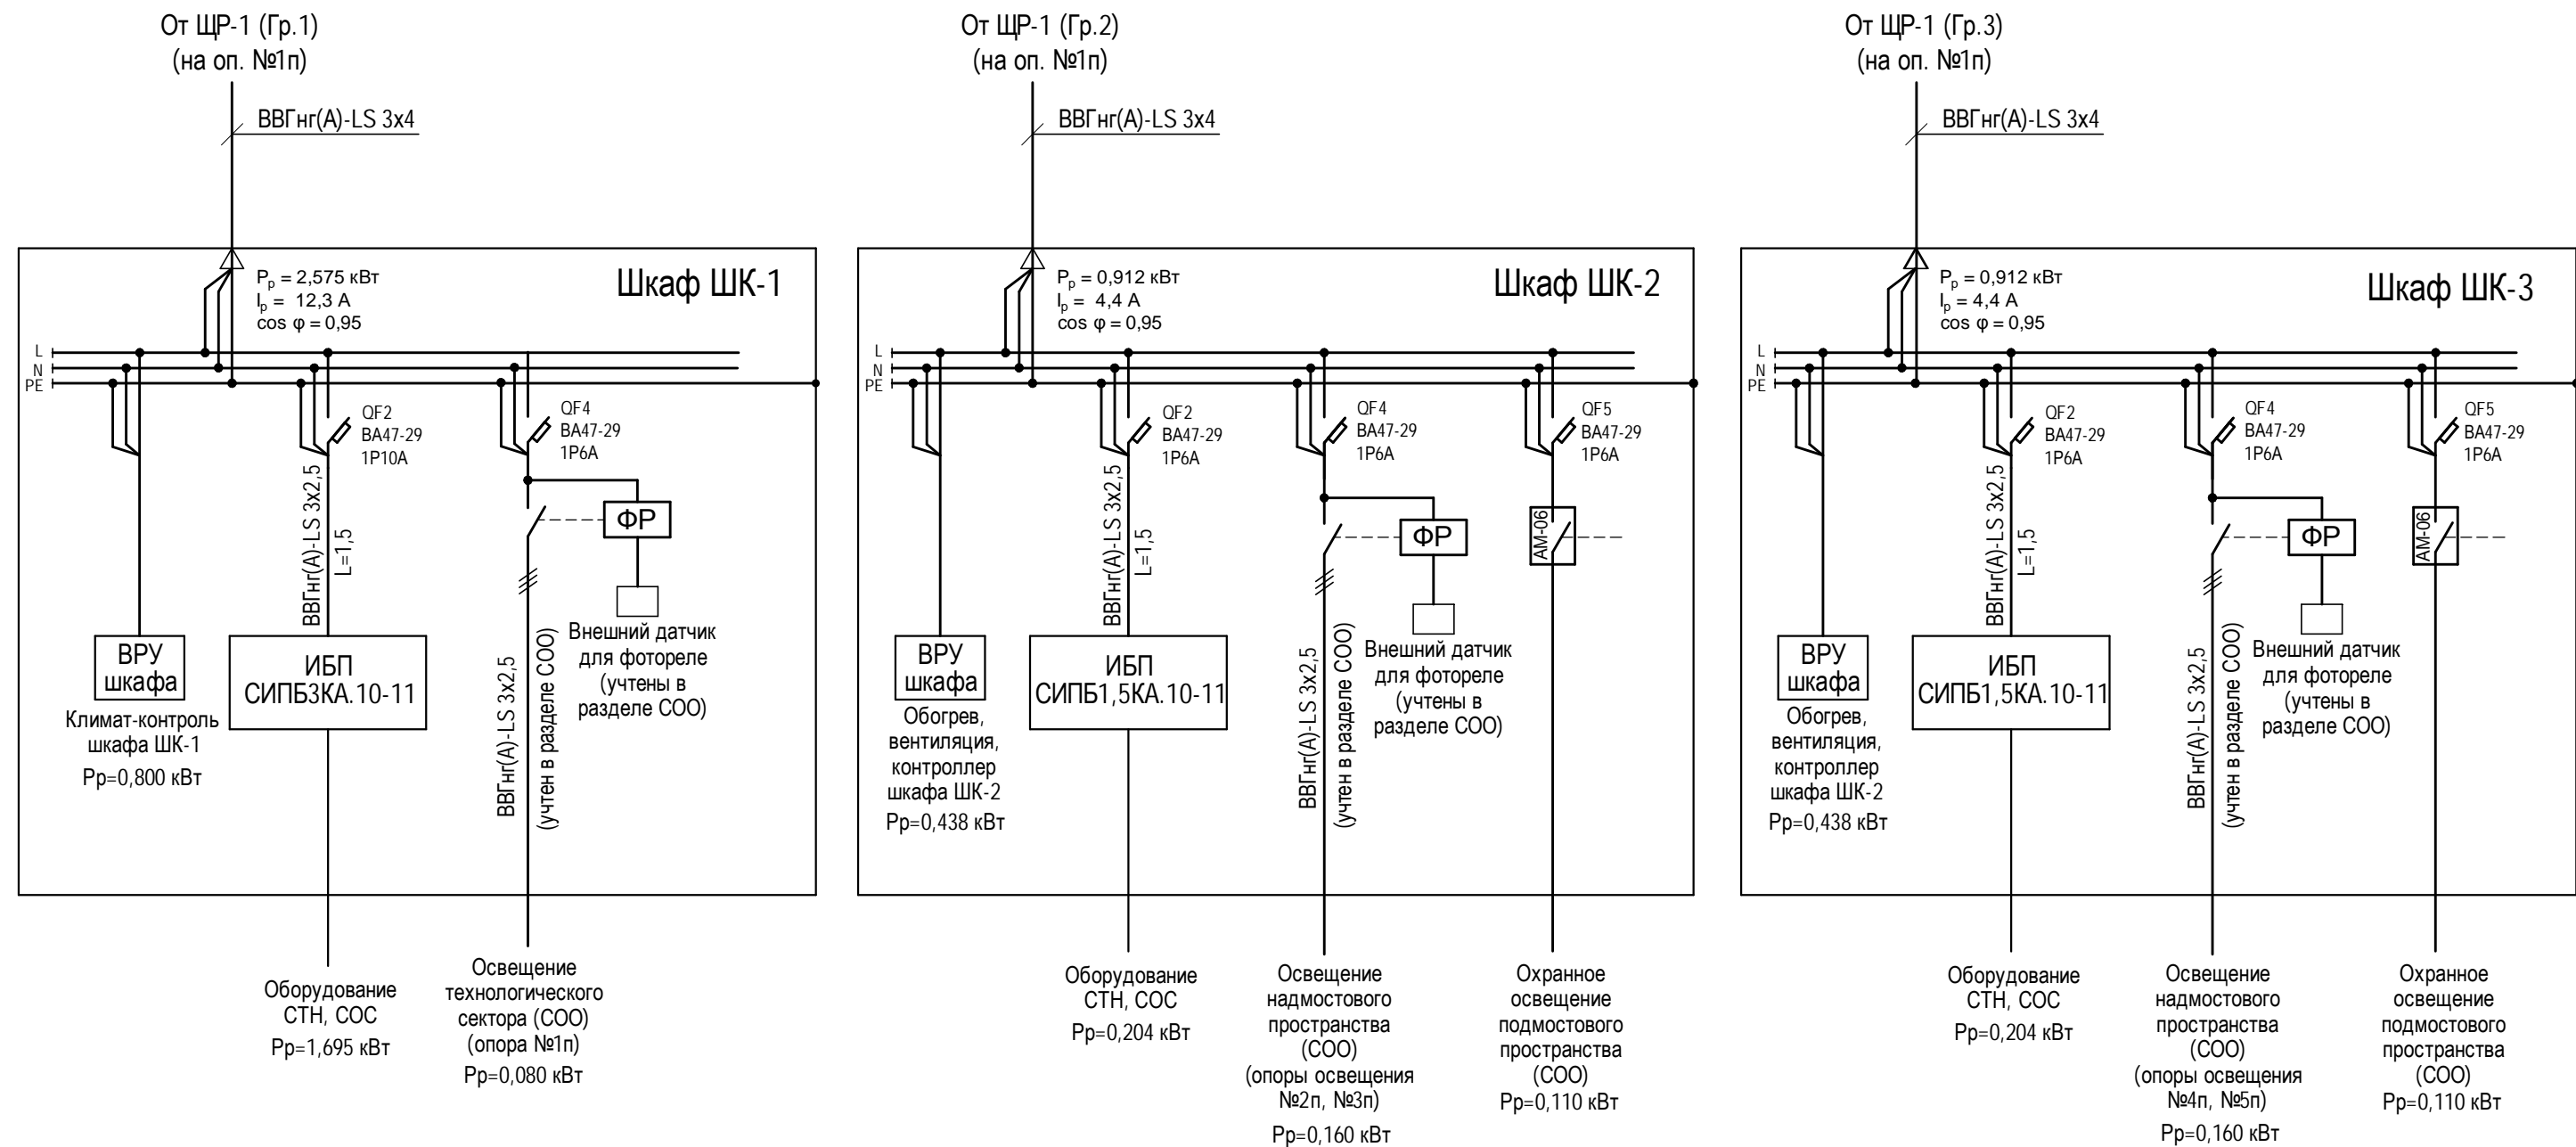 От ЩР-1 (Гр.1)
(на оп. №1п)
ВВГнг(А)-LS 3х4
Шкаф ШК-1
Pр = 2,575 кВт
Iр = 12,3 А
cos φ = 0,95
L
N
PE
QF2
ВА47-29
1Р10А
QF4
ВА47-29
1Р6А
ВВГнг(А)-LS 3х2,5
L=1,5
ФР
Внешний датчик
для фотореле
(учтены в
разделе СОО)
ВРУ
шкафа
Климат-контроль
шкафа ШК-1
Рр=0,800 кВт
ИБП
СИПБ3КА.10-11
ВВГнг(А)-LS 3х2,5
(учтен в разделе СОО)
Оборудование
СТН, СОС
Рр=1,695 кВт
Освещение
технологического
сектора (СОО)
(опора №1п)
Рр=0,080 кВт
От ЩР-1 (Гр.2)
(на оп. №1п)
ВВГнг(А)-LS 3х4
Шкаф ШК-2
Pр = 0,912 кВт
Iр = 4,4 А
cos φ = 0,95
L
N
PE
QF2
ВА47-29
1Р6А
QF4
ВА47-29
1Р6А
QF5
ВА47-29
1Р6А
ВВГнг(А)-LS 3х2,5
L=1,5
ФР
АМ-06
Внешний датчик
для фотореле
(учтены в
разделе СОО)
ВРУ
шкафа
Обогрев,
вентиляция,
контроллер
шкафа ШК-2
Рр=0,438 кВт
ИБП
СИПБ1,5КА.10-11
ВВГнг(А)-LS 3х2,5
(учтен в разделе СОО)
Оборудование
СТН, СОС
Рр=0,204 кВт
Освещение
надмостового
пространства
(СОО)
(опоры освещения
№2п, №3п)
Рр=0,160 кВт
Охранное
освещение
подмостового
пространства
(СОО)
Рр=0,110 кВт
От ЩР-1 (Гр.3)
(на оп. №1п)
ВВГнг(А)-LS 3х4
Шкаф ШК-3
Pр = 0,912 кВт
Iр = 4,4 А
cos φ = 0,95
L
N
PE
QF2
ВА47-29
1Р6А
QF4
ВА47-29
1Р6А
QF5
ВА47-29
1Р6А
ВВГнг(А)-LS 3х2,5
L=1,5
ФР
АМ-06
Внешний датчик
для фотореле
(учтены в
разделе СОО)
ВРУ
шкафа
Обогрев,
вентиляция,
контроллер
шкафа ШК-2
Рр=0,438 кВт
ИБП
СИПБ1,5КА.10-11
ВВГнг(А)-LS 3х2,5
(учтен в разделе СОО)
Оборудование
СТН, СОС
Рр=0,204 кВт
Освещение
надмостового
пространства
(СОО)
(опоры освещения
№4п, №5п)
Рр=0,160 кВт
Охранное
освещение
подмостового
пространства
(СОО)
Рр=0,110 кВт